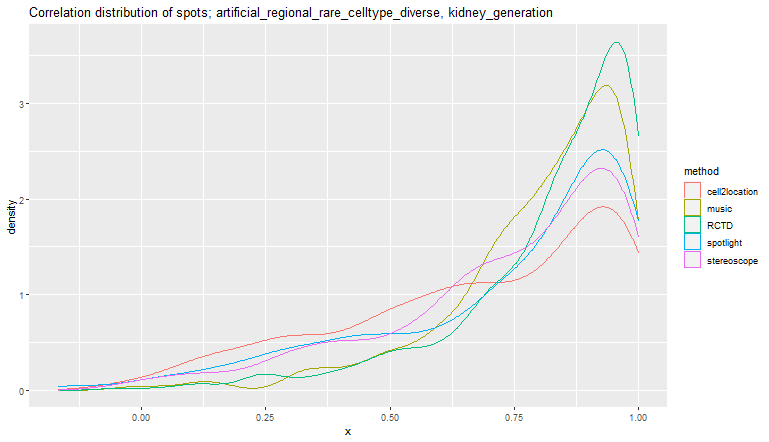 Correlation distribution of spots; artificial_regional_rare_celltype_diverse, kidney_generation
3
2
1
0
density
0.00
0.25
0.50
0.75
1.00
x
method
cell2location
music
RCTD
spotlight
stereoscope